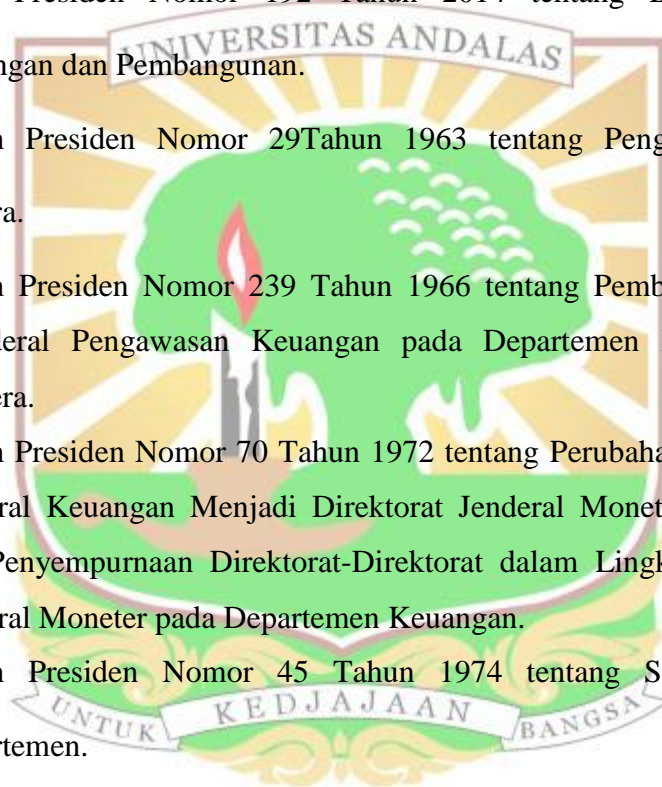 Presiden Nomor 192 Tahun 2014 tentang
UNIVERSITAS ANDALAS
ngan dan Pembangunan.
n Presiden Nomor 29Tahun 1963 tentang Peng
ra.
n Presiden Nomor 239 Tahun 1966 tentang Pemb
deral Pengawasan Keuangan pada Departemen
era.
n Presiden Nomor 70 Tahun 1972 tentang Perubaha
ral Keuangan Menjadi Direktorat Jenderal Monet
Penyempurnaan Direktorat-Direktorat dalam Lingk
ral Moneter pada Departemen Keuangan.
n Presiden Nomor 45 Tahun 1974 tentang S
UNTUK KEDJAJAAN BANGSA
artemen.